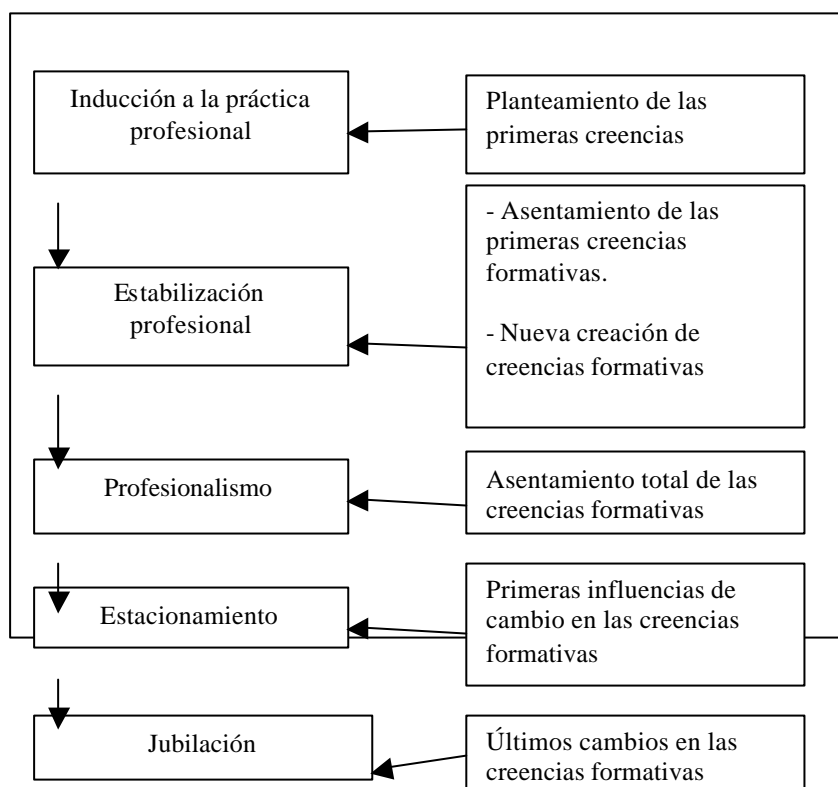 Inducción a la práctica
profesional
Planteamiento de las
primeras creencias
Estabilización
profesional
- Asentamiento de las
primeras creencias
formativas.
- Nueva creación de
creencias formativas
Profesionalismo
Asentamiento total de las
creencias formativas
Estacionamiento
Primeras influencias de
cambio en las creencias
formativas
Jubilación
Últimos cambios en las
creencias formativas